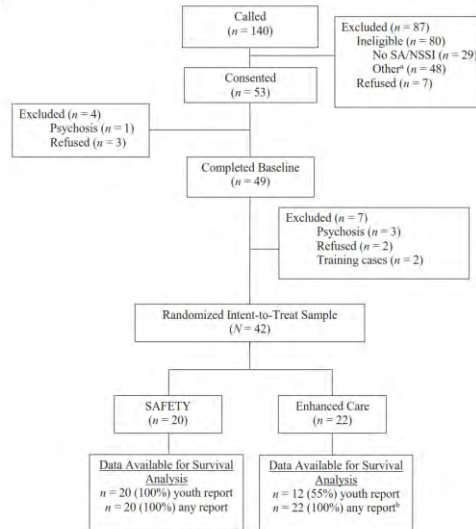 Called
(n = 140)
Excluded (n = 87)
Ineligible (n = 80)
No SA/NSSI (n = 29)
Otherᵃ (n = 48)
Refused (n = 7)
Consented
(n = 53)
Excluded (n = 4)
Psychosis (n = 1)
Refused (n = 3)
Completed Baseline
(n = 49)
Excluded (n = 7)
Psychosis (n = 3)
Refused (n = 2)
Training cases (n = 2)
Randomized Intent-to-Treat Sample
(N = 42)
SAFETY
(n = 20)
Enhanced Care
(n = 22)
Data Available for Survival
Analysis
n = 20 (100%) youth report
n = 20 (100%) any report
Data Available for Survival
Analysis
n = 12 (55%) youth report
n = 22 (100%) any reportᵇ